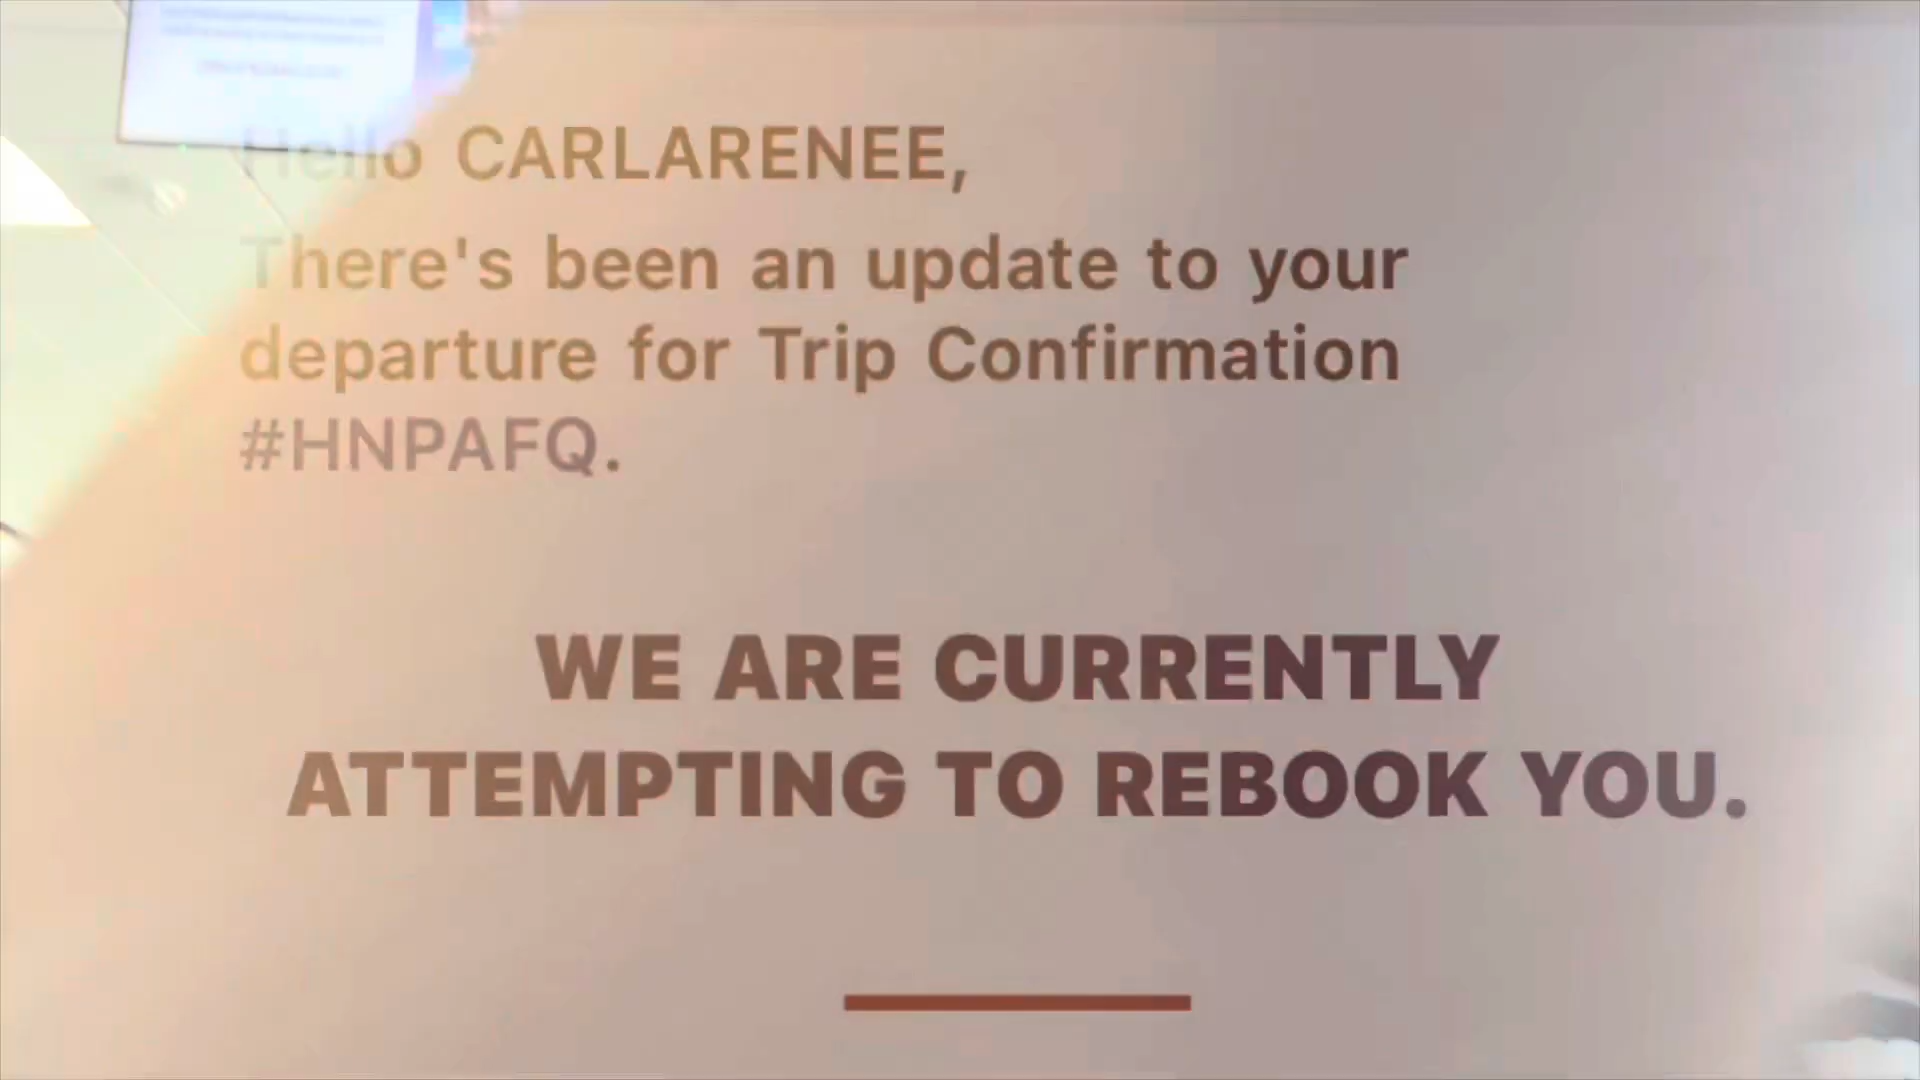 Hello CARLARENEE,
There's been an update to your
departure for Trip Confirmation
#HNPAFQ.
WE ARE CURRENTLY
ATTEMPTING TO REBOOK YOU.